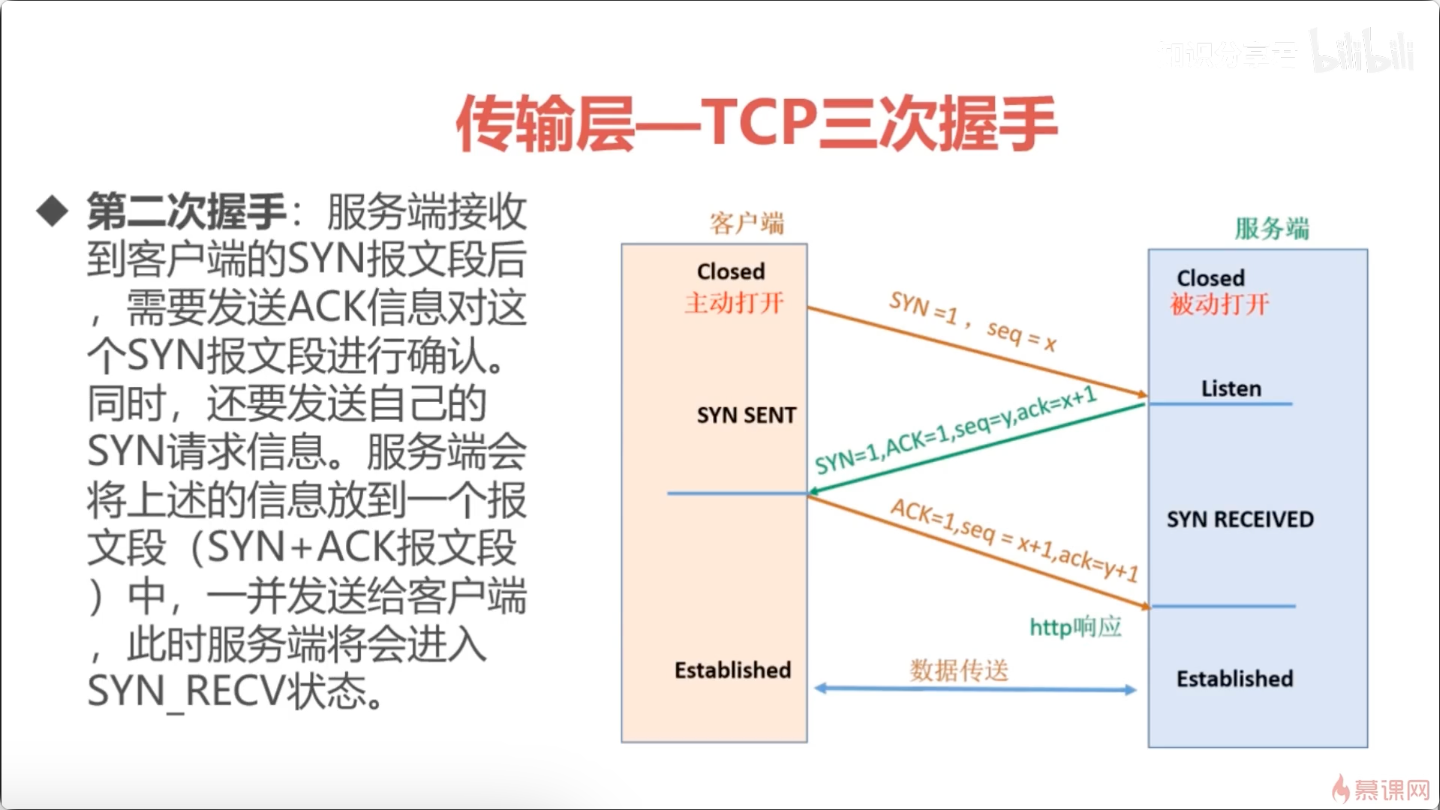 bilibili
传输层—TCP三次握手
◆ 第二次握手：服务端接收
到客户端的SYN报文段后
，需要发送ACK信息对这
个SYN报文段进行确认。
同时，还要发送自己的
SYN请求信息。服务端会
将上述的信息放到一个报
文段（SYN+ACK报文段
）中，一并发送给客户端
，此时服务端将会进入
SYN_RECV状态。
客户端
服务端
Closed
主动打开
Closed
被动打开
SYN =1， seq = x
Listen
SYN SENT
SYN=1,ACK=1,seq=y,ack=x+1
ACK=1,seq = x+1,ack=y+1
SYN RECEIVED
http响应
Established
数据传送
Established
慕课网